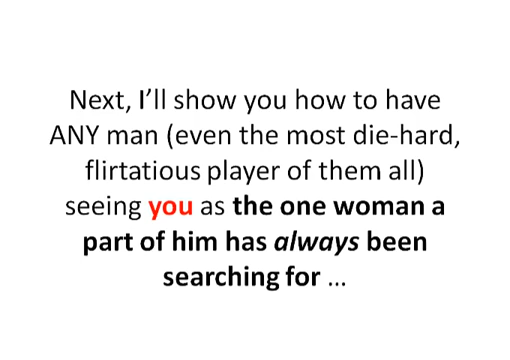 Next, I’ll show you how to have
ANY man (even the most die-hard,
flirtatious player of them all)
seeing you as the one woman a
part of him has always been
searching for ...